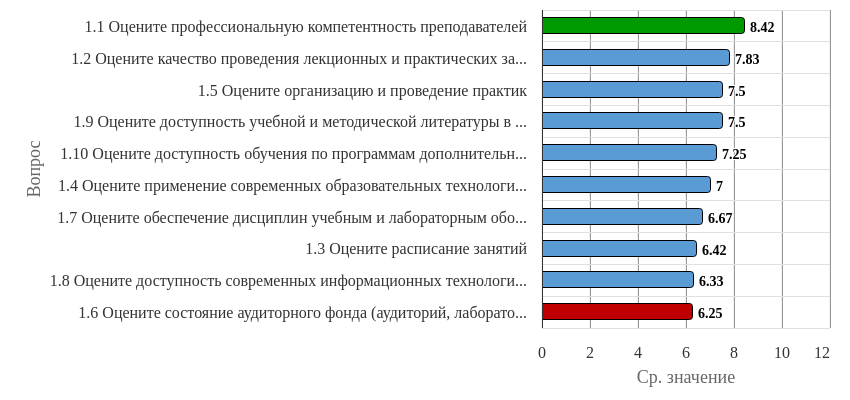 1.1 Оцените профессиональную компетентность преподавателей 8.42
1.2 Оцените качество проведения лекционных и практических за... 7.83
1.5 Оцените организацию и проведение практик 7.5
1.9 Оцените доступность учебной и методической литературы в ... 7.5
1.10 Оцените доступность обучения по программам дополнительн... 7.25
1.4 Оцените применение современных образовательных технологи... 7
1.7 Оцените обеспечение дисциплин учебным и лабораторным обо... 6.67
1.3 Оцените расписание занятий 6.42
1.8 Оцените доступность современных информационных технологи... 6.33
1.6 Оцените состояние аудиторного фонда (аудиторий, лаборато... 6.25
Вопрос
0 2 4 6 8 10 12
Ср. значение